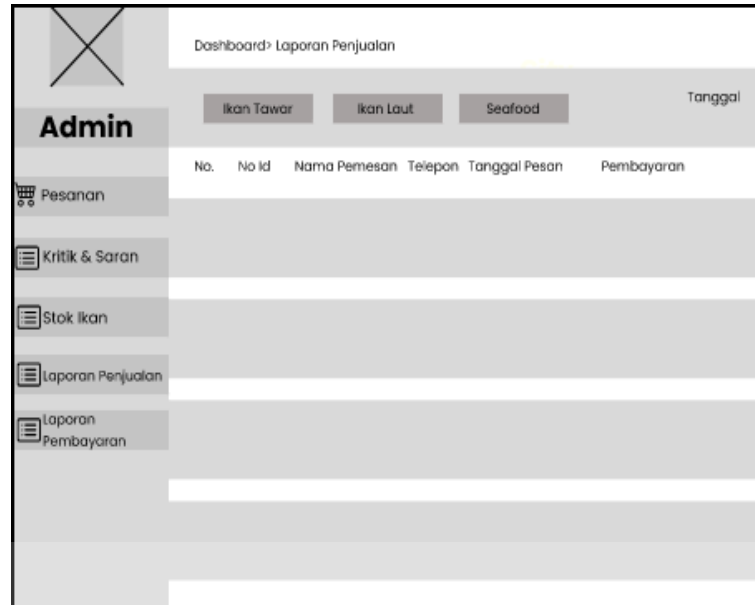 Dashboard> Laporan Penjualan
Ikan Tawar Ikan Laut Seafood Tanggal
Admin
No. No Id Nama Pemesan Telepon Tanggal Pesan Pembayaran
Pesanan
Kritik & Saran
Stok Ikan
Laporan Penjualan
Laporan
Pembayaran